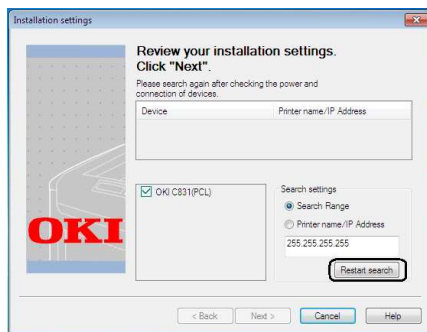 Installation settings
Review your installation settings.
Click "Next".
Please search again after checking the power and
connection of devices.
Device Printer name/IP Address
OKI C831(PCL)
Search settings
Search Range
Printer name/IP Address
255.255.255.255
Restart search
OKI
< Back Next > Cancel Help